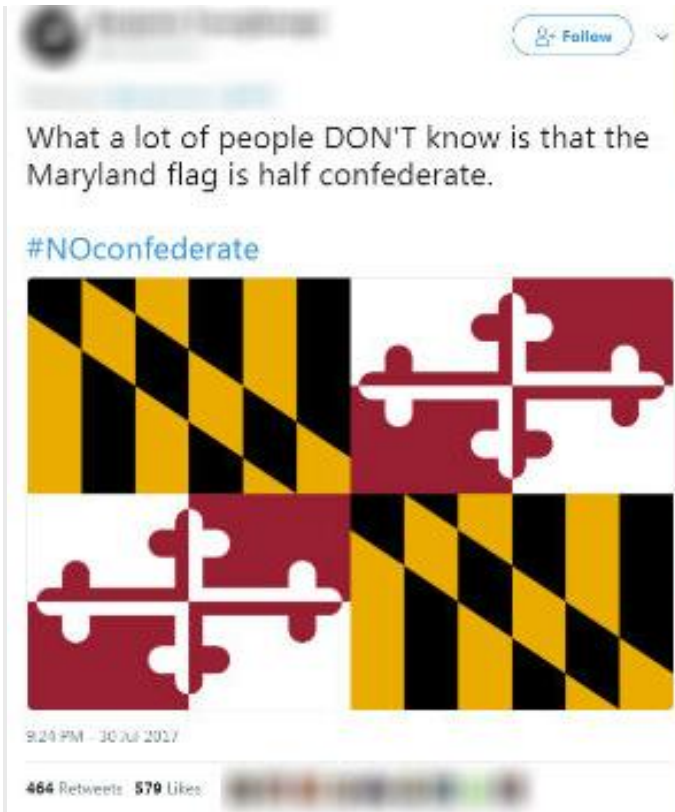 Follow
What a lot of people DON'T know is that the
Maryland flag is half confederate.
#NOconfederate
9:24 PM - 30 Jul 2017
464 Retweets 579 Likes